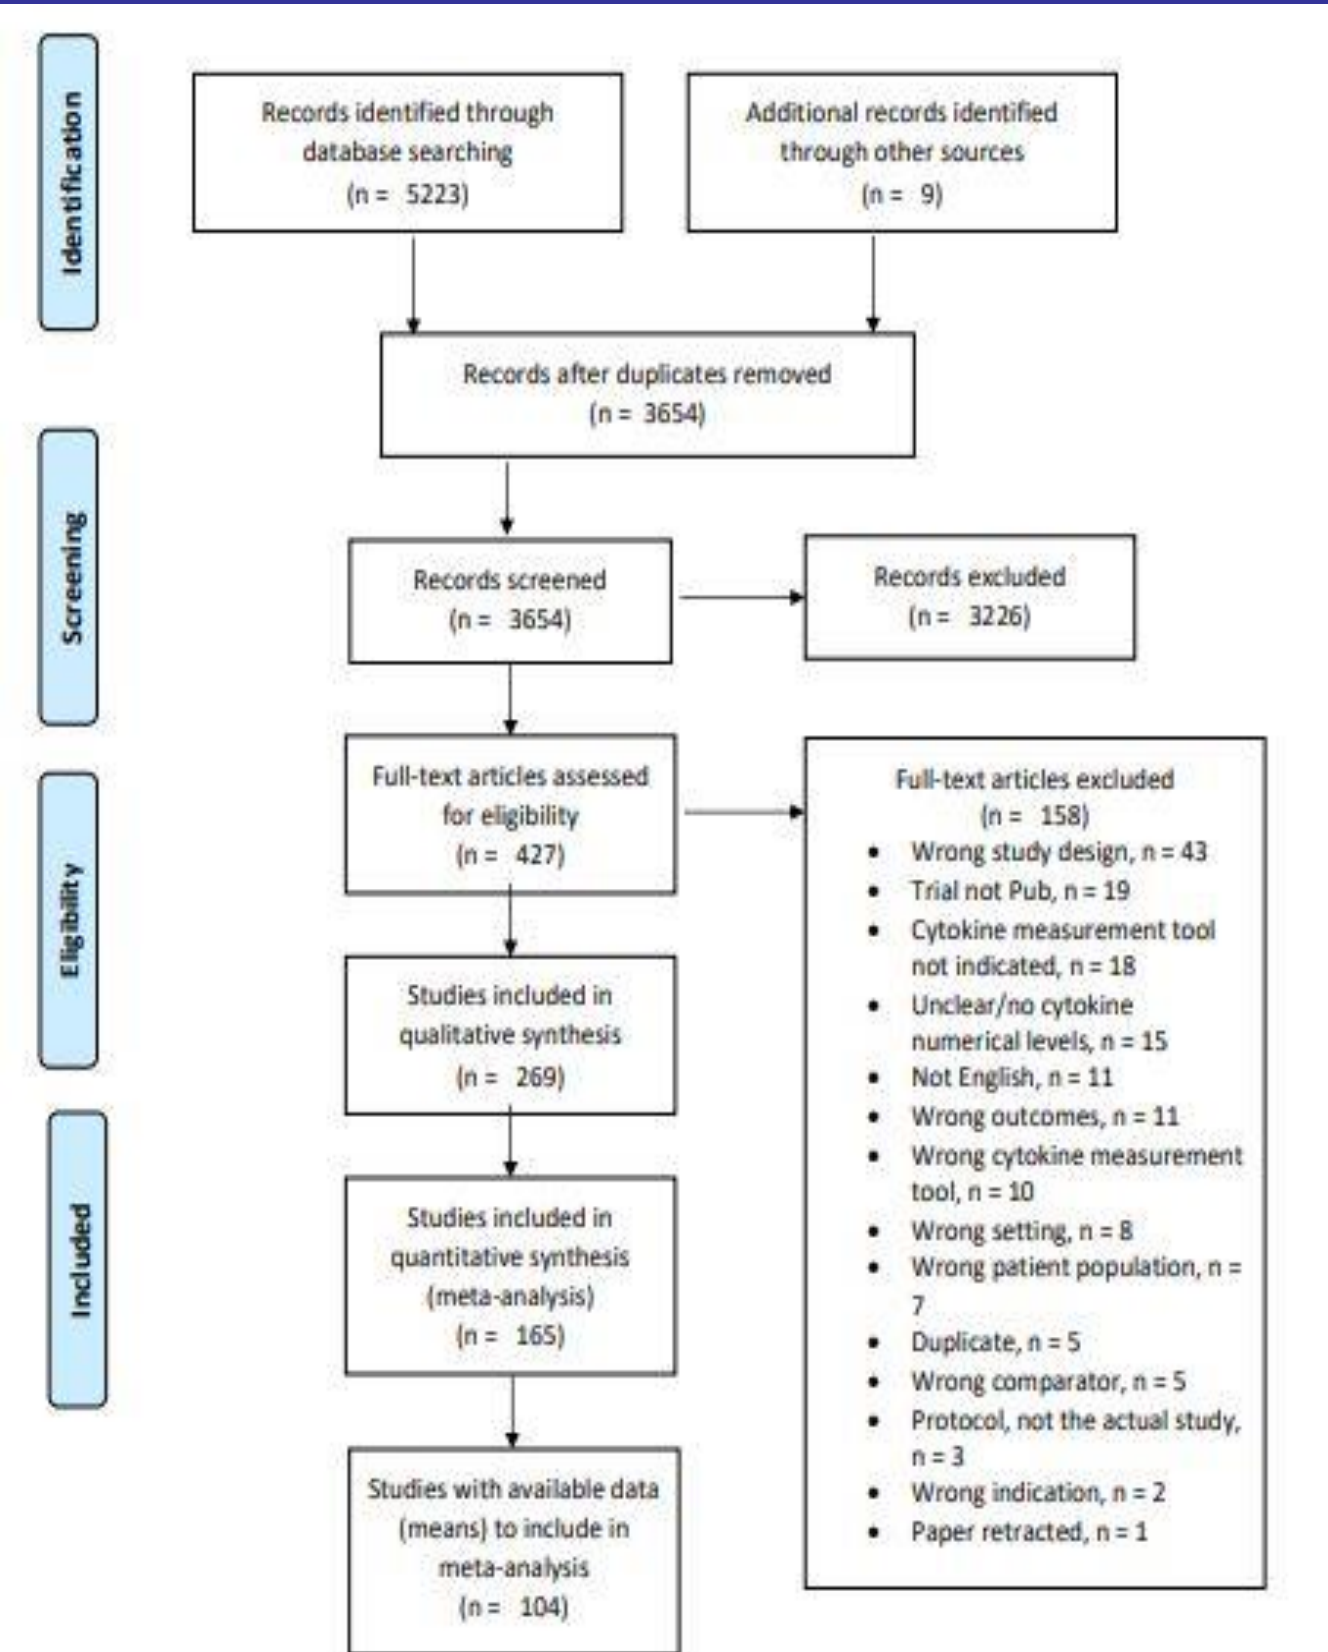 Identification
Records identified through
database searching
(n = 5223)
Additional records identified
through other sources
(n = 9)
Records after duplicates removed
(n = 3654)
Screening
Records screened
(n = 3654)
Records excluded
(n = 3226)
Eligibility
Full-text articles assessed
for eligibility
(n = 427)
Full-text articles excluded
(n = 158)
• Wrong study design, n = 43
• Trial not Pub, n = 19
• Cytokine measurement tool
not indicated, n = 18
• Unclear/no cytokine
numerical levels, n = 15
• Not English, n = 11
• Wrong outcomes, n = 11
• Wrong cytokine measurement
tool, n = 10
• Wrong setting, n = 8
• Wrong patient population, n =
7
• Duplicate, n = 5
• Wrong comparator, n = 5
• Protocol, not the actual study,
n = 3
• Wrong indication, n = 2
• Paper retracted, n = 1
Studies included in
qualitative synthesis
(n = 269)
Included
Studies included in
quantitative synthesis
(meta-analysis)
(n = 165)
Studies with available data
(means) to include in
meta-analysis
(n = 104)